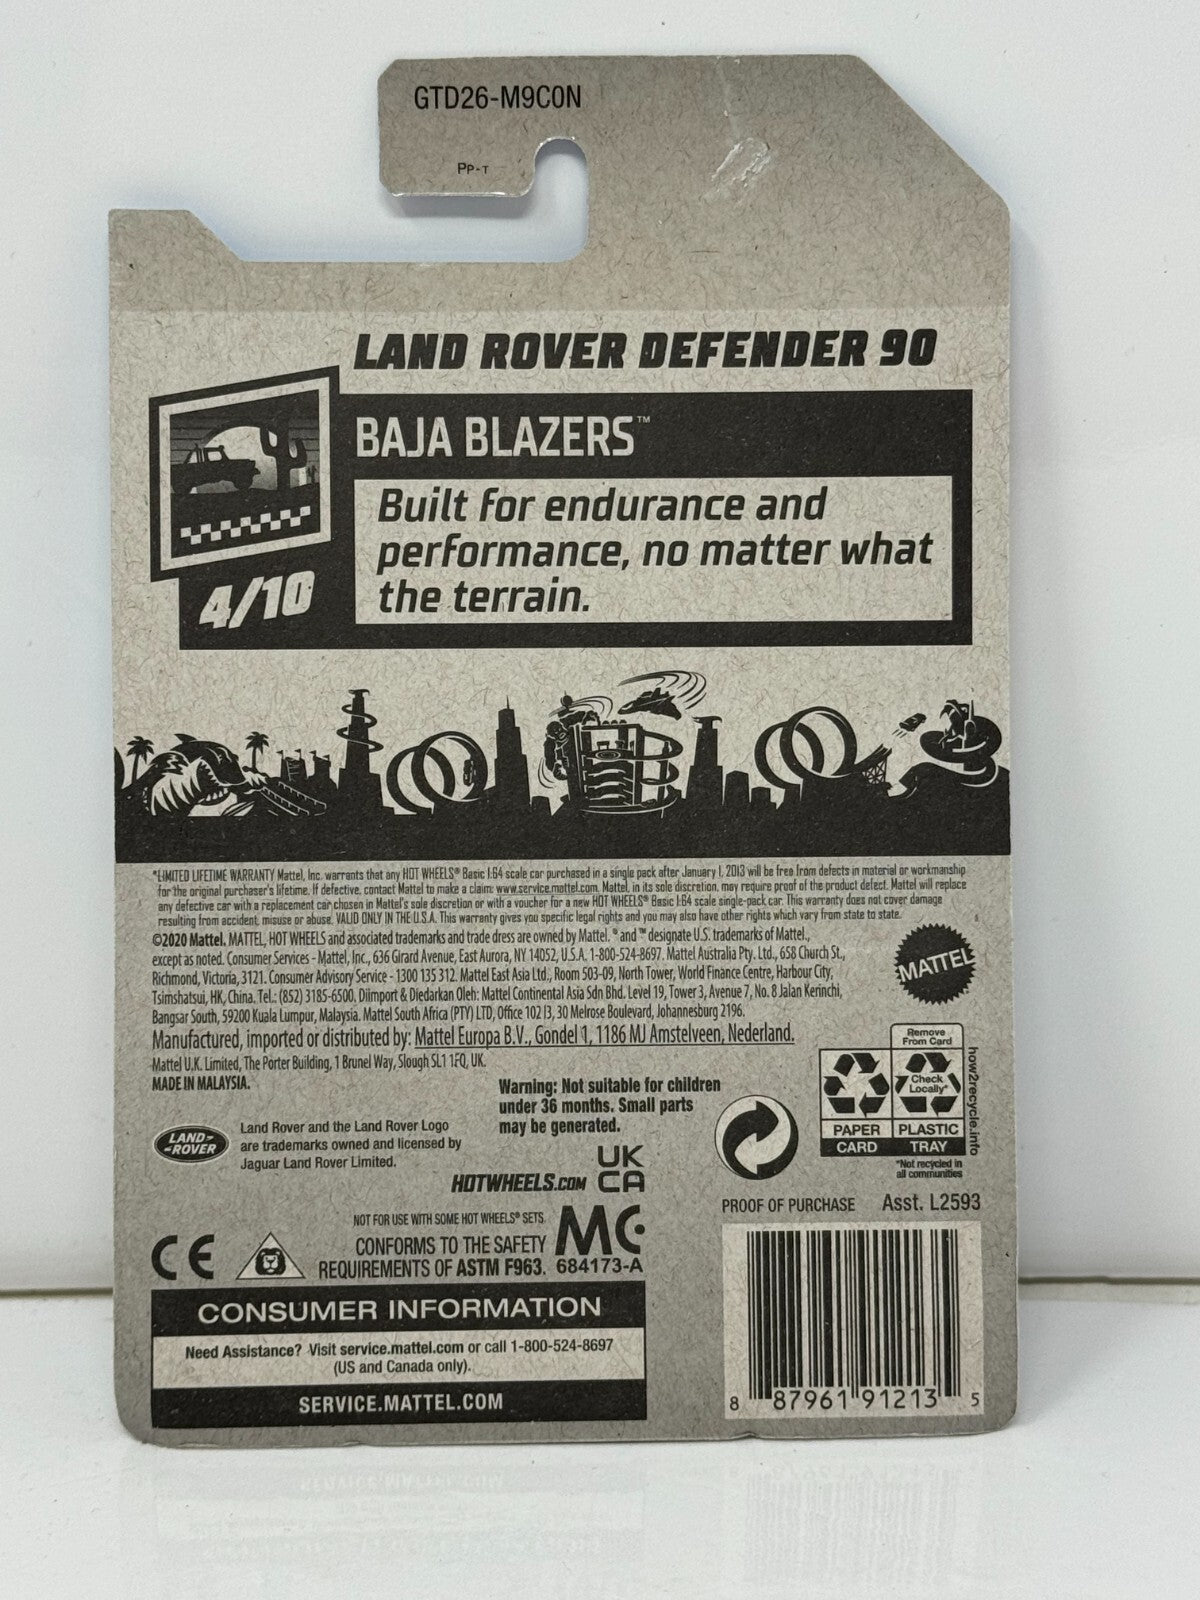 GTD26-M9C0N
PP-T
LAND ROVER DEFENDER 90
BAJA BLAZERS™
Built for endurance and
performance, no matter what
the terrain.
4/10
*LIMITED LIFETIME WARRANTY Mattel, Inc. warrants that any HOT WHEELS® Basic 1:64 scale car purchased in a single pack after January 1, 2013 will be free from defects in material or workmanship
for the original purchaser's lifetime. If defective, contact Mattel to make a claim: www.service.mattel.com. Mattel, in its sole discretion, may require proof of the product defect. Mattel will replace
any defective car with a replacement car chosen in Mattel's sole discretion or with a voucher for a new HOT WHEELS® Basic 1:64 scale single-pack car. This warranty does not cover damage
resulting from accident, misuse or abuse. VALID ONLY IN THE U.S.A. This warranty gives you specific legal rights and you may also have other rights which vary from state to state.
©2020 Mattel. MATTEL, HOT WHEELS and associated trademarks and trade dress are owned by Mattel. ® and ™ designate U.S. trademarks of Mattel,
except as noted. Consumer Services - Mattel, Inc., 636 Girard Avenue, East Aurora, NY 14052, U.S.A. 1-800-524-8697. Mattel Australia Pty. Ltd., 658 Church St.,
Richmond, Victoria, 3121. Consumer Advisory Service - 1300 135 312. Mattel East Asia Ltd., Room 503-09, North Tower, World Finance Centre, Harbour City,
Tsimshatsui, HK, China. Tel.: (852) 3185-6500. Diimport & Diedarkan Oleh: Mattel Continental Asia Sdn Bhd. Level 19, Tower 3, Avenue 7, No. 8 Jalan Kerinchi,
Bangsar South, 59200 Kuala Lumpur, Malaysia. Mattel South Africa (PTY) LTD, Office 102 I3, 30 Melrose Boulevard, Johannesburg 2196.
Manufactured, imported or distributed by: Mattel Europa B.V., Gondel 1, 1186 MJ Amstelveen, Nederland.
Mattel U.K. Limited, The Porter Building, 1 Brunel Way, Slough SL1 1FQ, UK.
MADE IN MALAYSIA.
MATTEL
Warning: Not suitable for children
under 36 months. Small parts
may be generated.
Remove
From Card
Check
Locally*
PAPER
CARD
PLASTIC
TRAY
how2recycle.info
*Not recycled in
all communities
LAND-
-ROVER
Land Rover and the Land Rover Logo
are trademarks owned and licensed by
Jaguar Land Rover Limited.
HOTWHEELS.COM
UK
CA
NOT FOR USE WITH SOME HOT WHEELS® SETS.
CE
CONFORMS TO THE SAFETY
REQUIREMENTS OF ASTM F963.
MC
684173-A
PROOF OF PURCHASE Asst. L2593
CONSUMER INFORMATION
Need Assistance? Visit service.mattel.com or call 1-800-524-8697
(US and Canada only).
SERVICE.MATTEL.COM
8 87961 91213 5